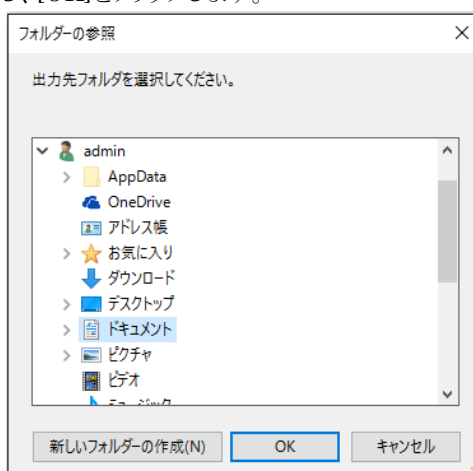 フォルダーの参照
出力先フォルダを選択してください。
admin
AppData
OneDrive
アドレス帳
お気に入り
ダウンロード
デスクトップ
ドキュメント
ピクチャ
ビデオ
新しいフォルダーの作成(N)
OK
キャンセル